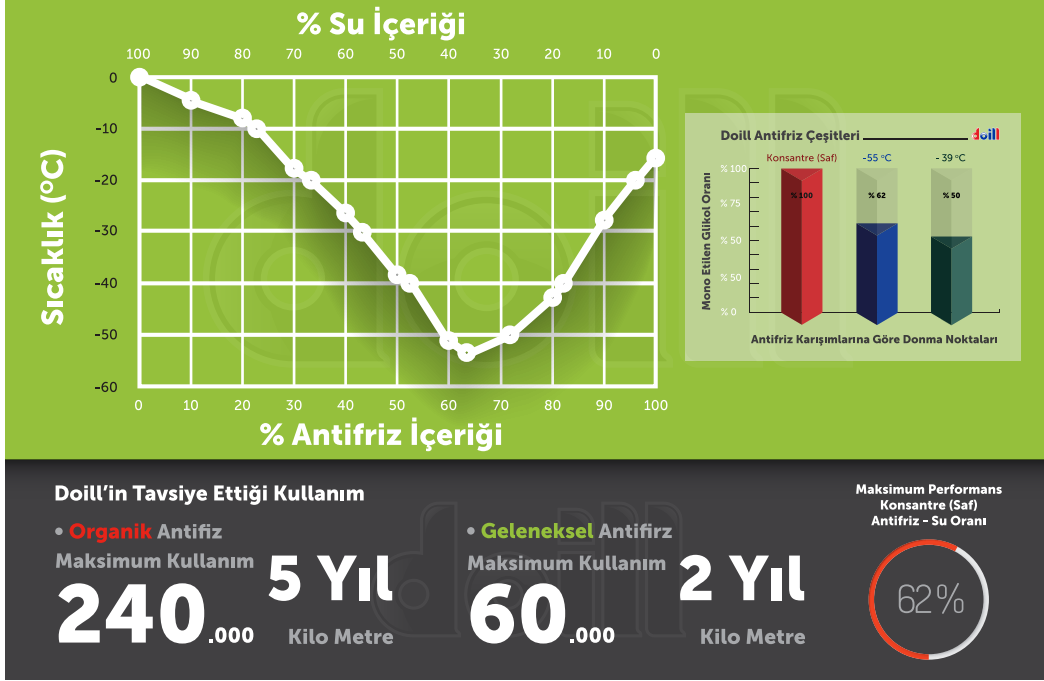 % Su İçeriği
100 90 80 70 60 50 40 30 20 10 0
Sıcaklık (°C)
0
-10
-20
-30
-40
-50
-60
0 10 20 30 40 50 60 70 80 90 100
% Antifriz İçeriği
Doill Antifriz Çeşitleri
doill
Konsantre (Saf) -55 °C - 39 °C
Mono Etilen Glikol Oranı
% 100
% 75
% 50
% 50
% 0
% 100 % 62 % 50
Antifriz Karışımlarına Göre Donma Noktaları
doill
Doill’in Tavsiye Ettiği Kullanım
• Organik Antifiz
Maksimum Kullanım
240.000
5 Yıl
Kilo Metre
• Geleneksel Antifirz
Maksimum Kullanım
60.000
2 Yıl
Kilo Metre
doill
Maksimum Performans
Konsantre (Saf)
Antifriz - Su Oranı
62%